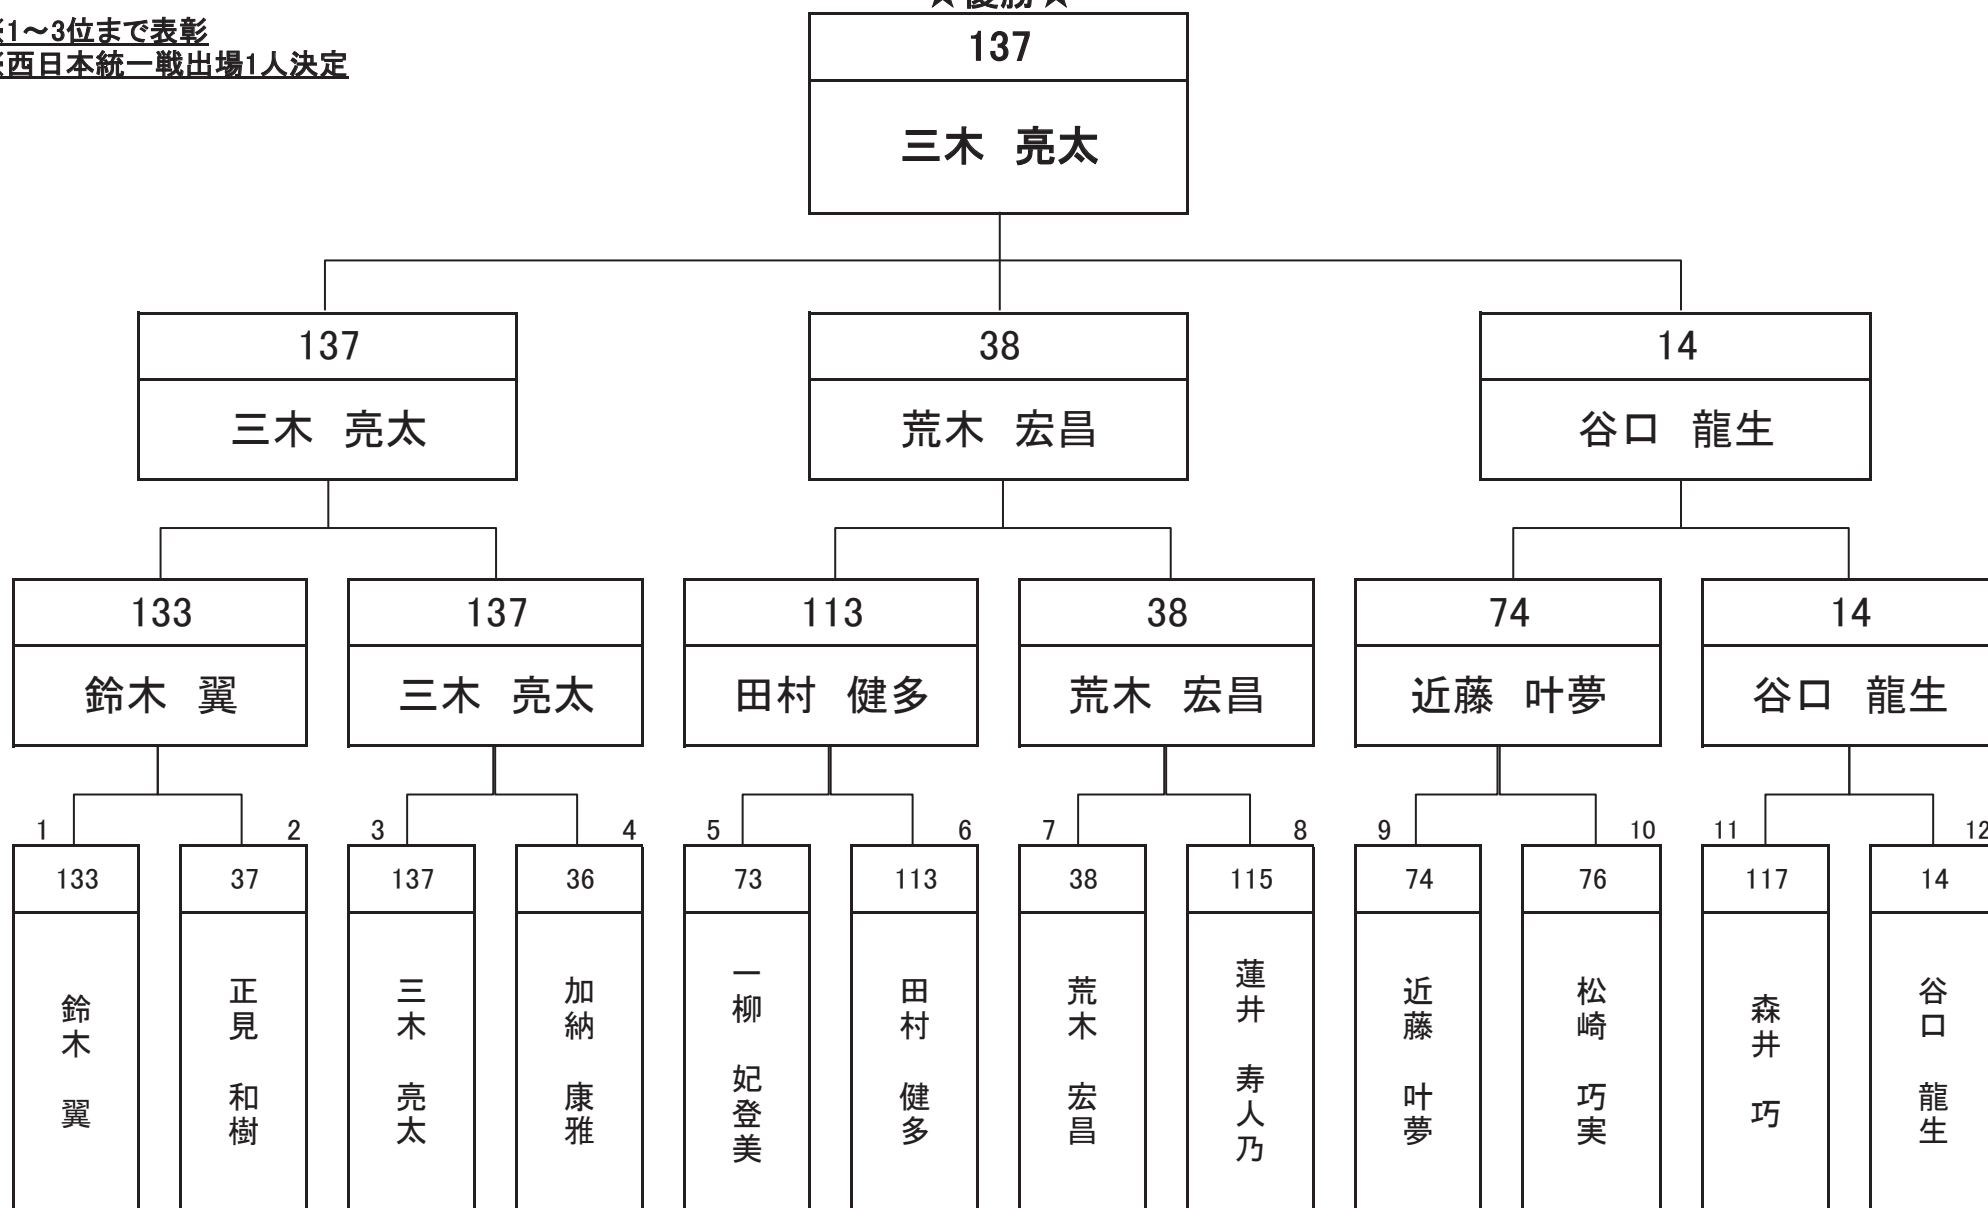 ★優勝★
※1～3位まで表彰
※西日本統一戦出場1人決定
137
三木 亮太
137
38
14
三木 亮太
荒木 宏昌
谷口 龍生
133
137
113
38
74
14
鈴木 翼
三木 亮太
田村 健多
荒木 宏昌
近藤 叶夢
谷口 龍生
1
2
3
4
5
6
7
8
9
10
11
12
133
37
137
36
73
113
38
115
74
76
117
14
鈴木 翼
正見 和樹
三木 亮太
加納 康雅
一柳 妃登美
田村 健多
荒木 宏昌
蓮井 寿人乃
近藤 叶夢
松崎 巧実
森井 巧
谷口 龍生